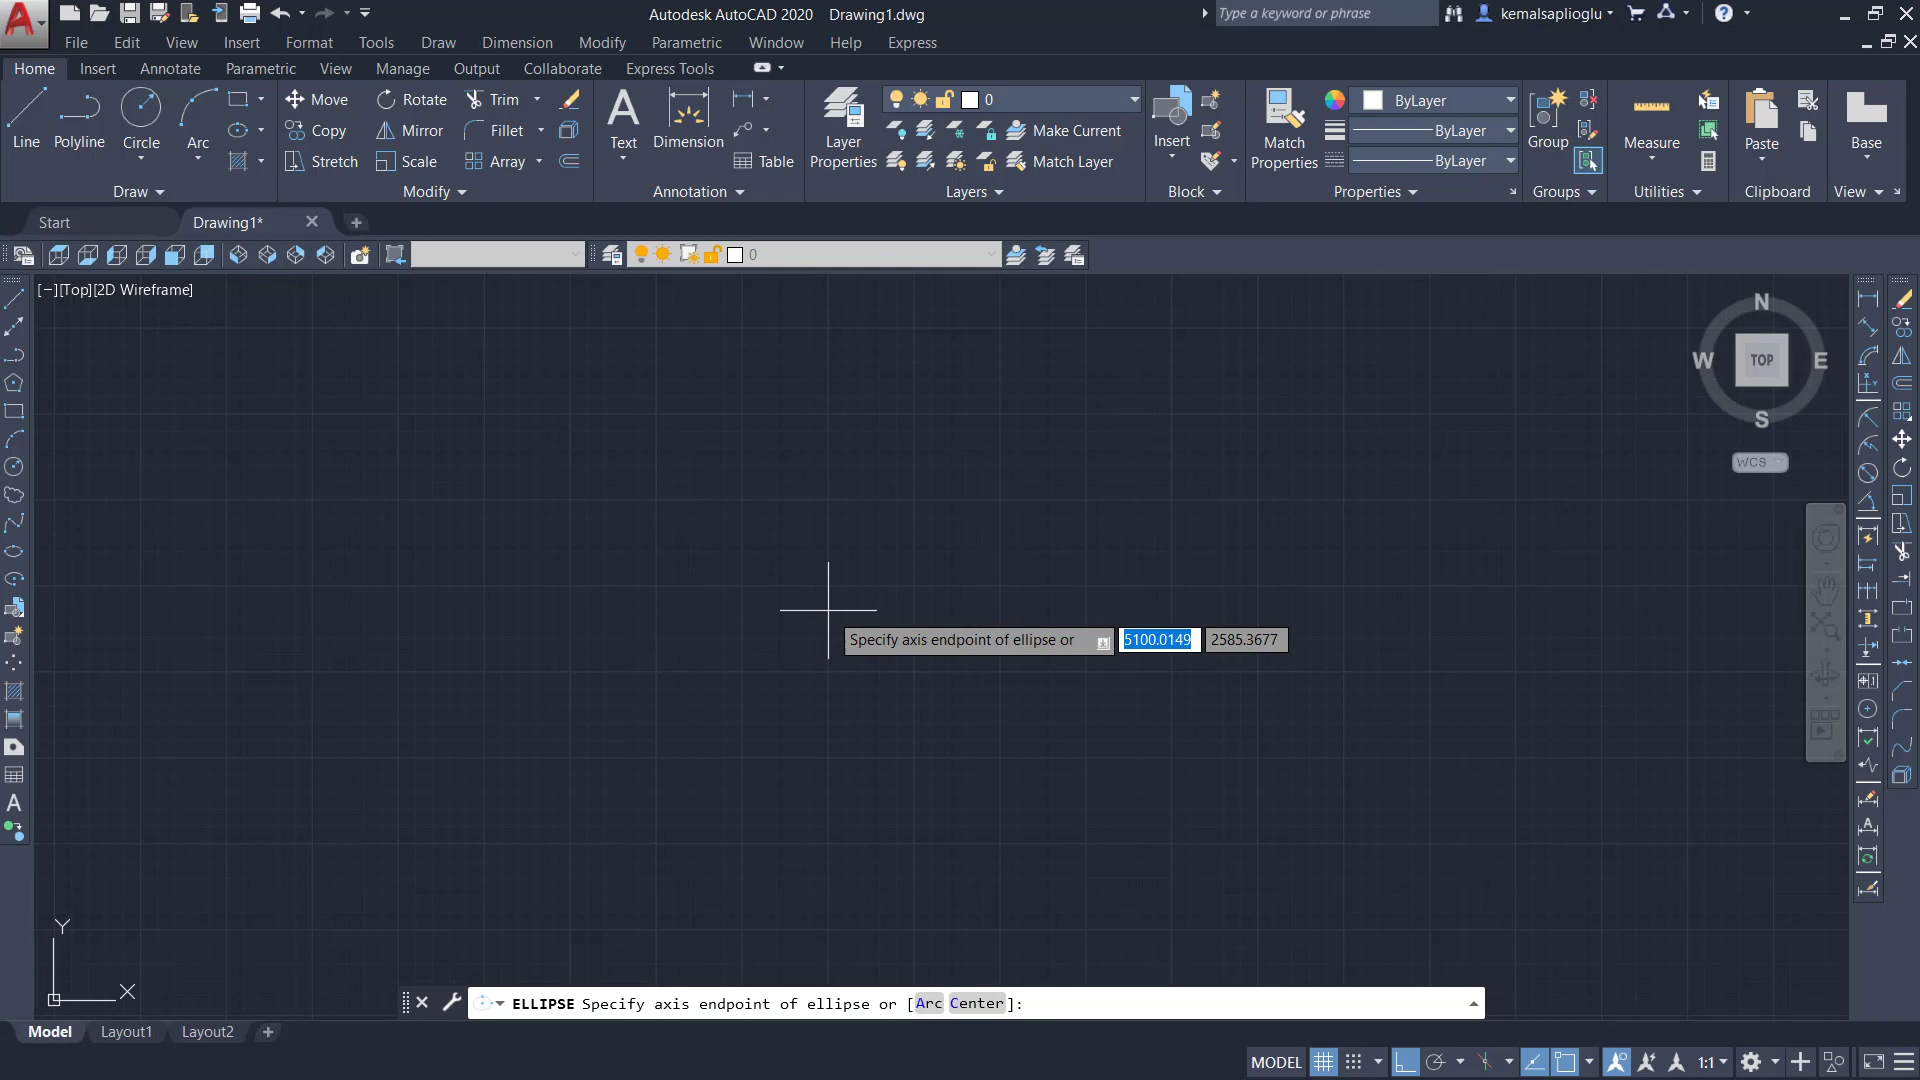 Autodesk AutoCAD 2020 Drawing1.dwg
Type a keyword or phrase
kemalsaplioglu
File Edit View Insert Format Tools Draw Dimension Modify Parametric Window Help Express
Home Insert Annotate Parametric View Manage Output Collaborate Express Tools
Line Polyline Circle Arc
Move Rotate Trim
Copy Mirror Fillet
Stretch Scale Array
Text Dimension Table
Layer Properties
0
Make Current
Match Layer
Insert
Match Properties
ByLayer
ByLayer
ByLayer
Group
Measure
Paste
Base
Draw Modify Annotation Layers Block Properties Groups Utilities Clipboard View
Start Drawing1*
0
[−][Top][2D Wireframe]
N
W TOP E
S
WCS
Specify axis endpoint of ellipse or 5100.0149 2585.3677
A
A
Y
X
ELLIPSE Specify axis endpoint of ellipse or [Arc Center]:
Model Layout1 Layout2
MODEL 1:1